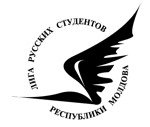 ЛИГА РУССКИХ СТУДЕНТОВ
РЕСПУБЛИКИ МОЛДОВА